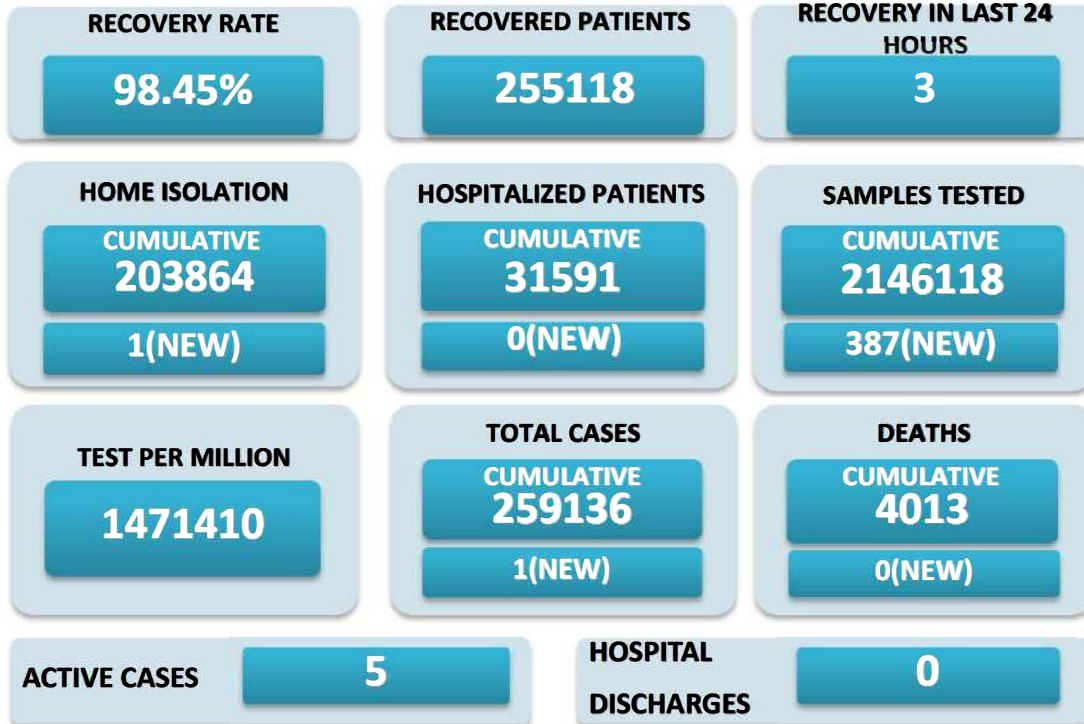 RECOVERY RATE
98.45%
RECOVERED PATIENTS
255118
RECOVERY IN LAST 24
HOURS
3
HOME ISOLATION
CUMULATIVE
203864
1(NEW)
HOSPITALIZED PATIENTS
CUMULATIVE
31591
0(NEW)
SAMPLES TESTED
CUMULATIVE
2146118
387(NEW)
TEST PER MILLION
1471410
TOTAL CASES
CUMULATIVE
259136
1(NEW)
DEATHS
CUMULATIVE
4013
0(NEW)
ACTIVE CASES
5
HOSPITAL
DISCHARGES
0